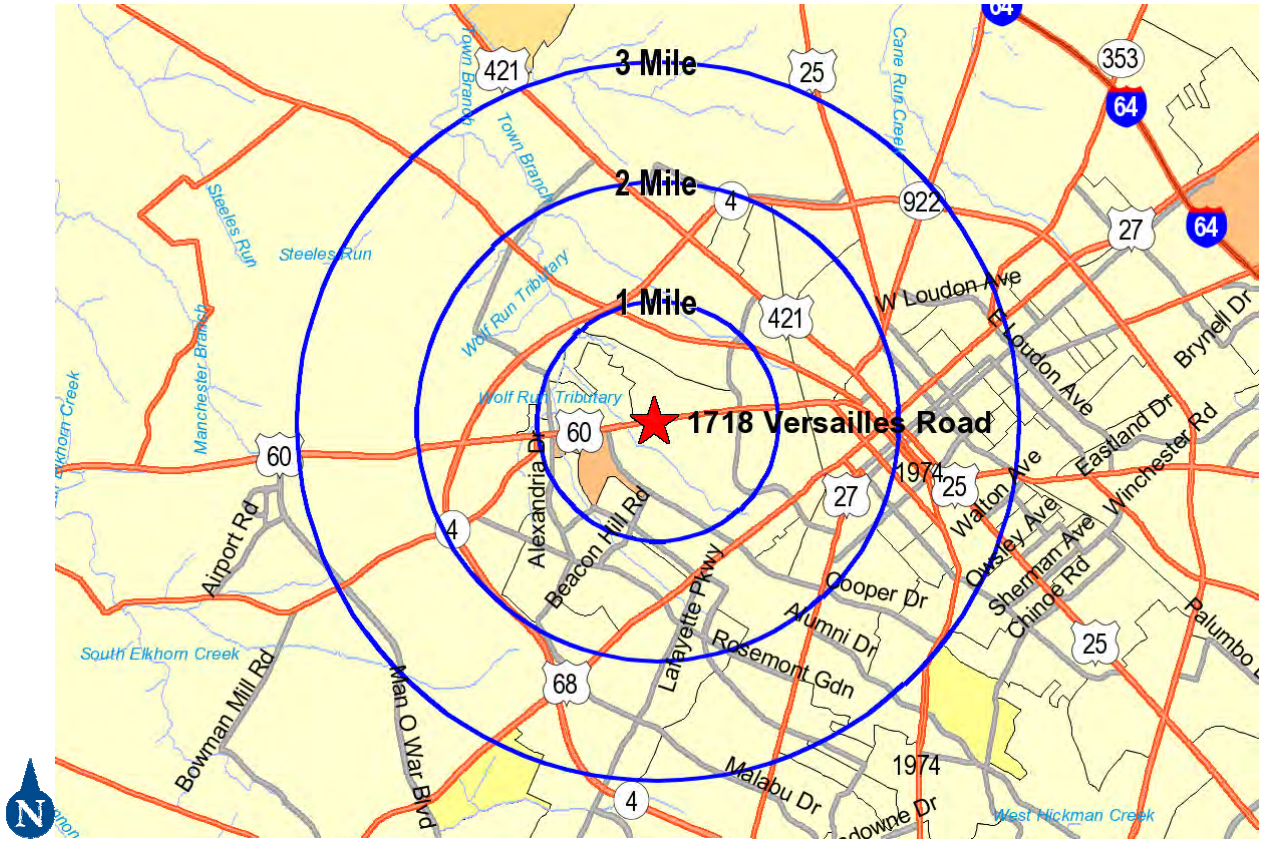 64
Town Branch
421
3 Mile
25
Cane Run Creek
353
64
Town Branch
2 Mile
4
922
Steeles Run
27
64
Steeles Run
Wolf Run Tributary
W Loudon Ave
1 Mile
421
E Loudon Ave
Brynell Dr
Manchester Branch
Elkhorn Creek
Wolf Run Tributary
60
1718 Versailles Road
60
Alexandria Dr
Eastland Dr
Winchester Rd
1974
25
27
Walton Ave
Airport Rd
4
Beacon Hill Rd
Owsley Ave
Sherman Ave
Chinoe Rd
Lafayette Pkwy
Cooper Dr
Alumni Dr
Palumbo
25
South Elkhorn Creek
Rosemont Gdn
Bowman Mill Rd
Man O War Blvd
68
1974
Malabu Dr
4
West Hickman Creek
N